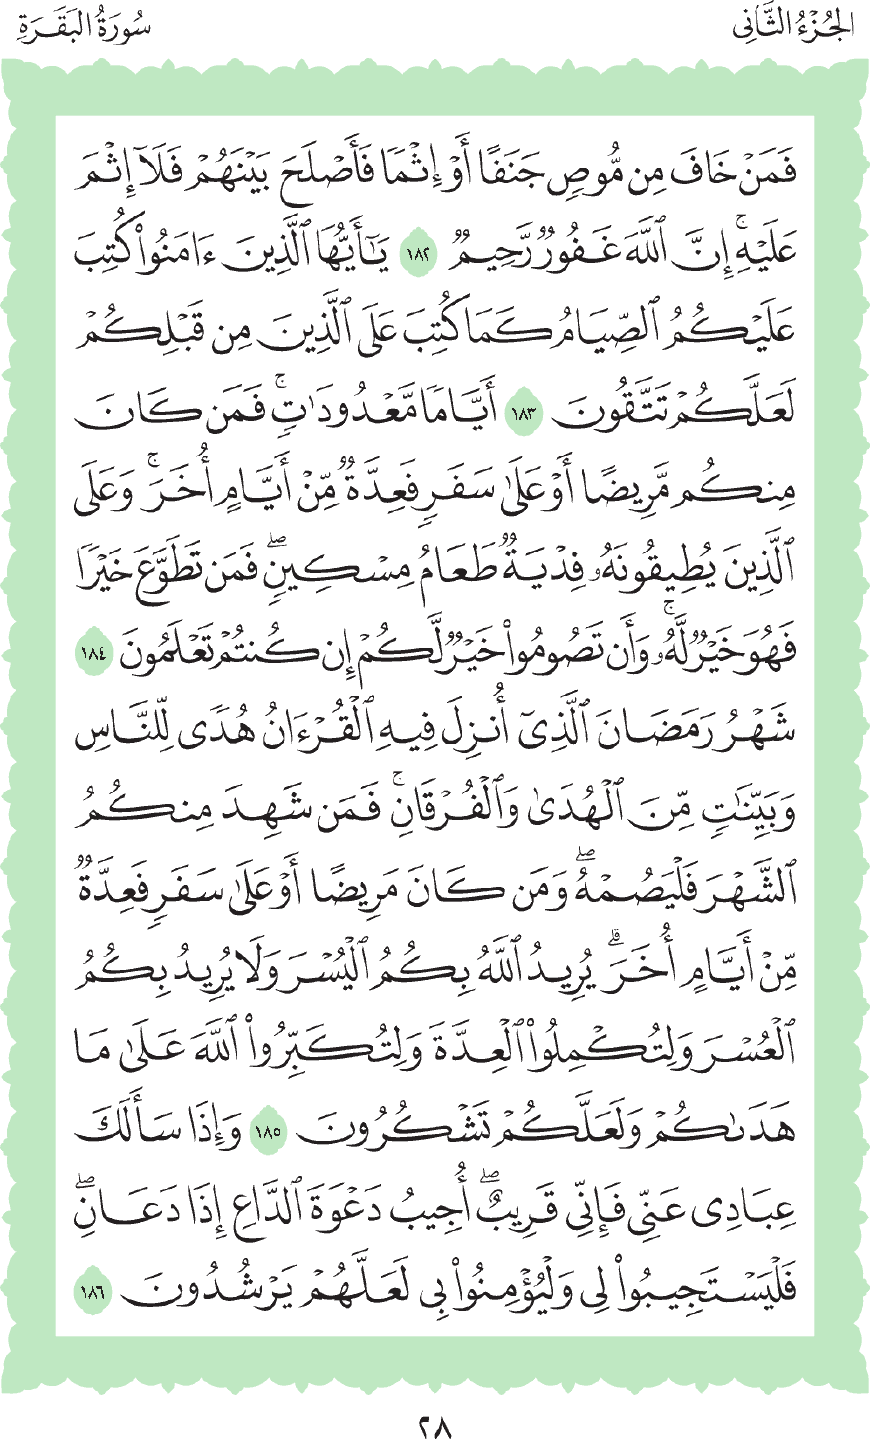 الجُزْءُ الثَّانِي
سُورَةُ البَقَرَةِ
فَمَنْ خَافَ مِن مُّوصٍ جَنَفًا أَوْ إِثْمًا فَأَصْلَحَ بَيْنَهُمْ فَلَآ إِثْمَ
عَلَيْهِۚ إِنَّ ٱللَّهَ غَفُورٌ رَّحِيمٌ ١٨٢ يَٰٓأَيُّهَا ٱلَّذِينَ ءَامَنُواْ كُتِبَ
عَلَيْكُمُ ٱلصِّيَامُ كَمَا كُتِبَ عَلَى ٱلَّذِينَ مِن قَبْلِكُمْ
لَعَلَّكُمْ تَتَّقُونَ ١٨٣ أَيَّامًا مَّعْدُودَٰتٍۚ فَمَن كَانَ
مِنكُم مَّرِيضًا أَوْ عَلَىٰ سَفَرٍ فَعِدَّةٌ مِّنْ أَيَّامٍ أُخَرَۚ وَعَلَى
ٱلَّذِينَ يُطِيقُونَهُۥ فِدْيَةٌ طَعَامُ مِسْكِينٍۖ فَمَن تَطَوَّعَ خَيْرًا
فَهُوَ خَيْرٌ لَّهُۥۚ وَأَن تَصُومُواْ خَيْرٌ لَّكُمْ إِن كُنتُمْ تَعْلَمُونَ ١٨٤
شَهْرُ رَمَضَانَ ٱلَّذِىٓ أُنزِلَ فِيهِ ٱلْقُرْءَانُ هُدًى لِّلنَّاسِ
وَبَيِّنَٰتٍ مِّنَ ٱلْهُدَىٰ وَٱلْفُرْقَانِۚ فَمَن شَهِدَ مِنكُمُ
ٱلشَّهْرَ فَلْيَصُمْهُۖ وَمَن كَانَ مَرِيضًا أَوْ عَلَىٰ سَفَرٍ فَعِدَّةٌ
مِّنْ أَيَّامٍ أُخَرَۗ يُرِيدُ ٱللَّهُ بِكُمُ ٱلْيُسْرَ وَلَا يُرِيدُ بِكُمُ
ٱلْعُسْرَ وَلِتُكْمِلُواْ ٱلْعِدَّةَ وَلِتُكَبِّرُواْ ٱللَّهَ عَلَىٰ مَا
هَدَىٰكُمْ وَلَعَلَّكُمْ تَشْكُرُونَ ١٨٥ وَإِذَا سَأَلَكَ
عِبَادِى عَنِّى فَإِنِّى قَرِيبٌۖ أُجِيبُ دَعْوَةَ ٱلدَّاعِ إِذَا دَعَانِۖ
فَلْيَسْتَجِيبُواْ لِى وَلْيُؤْمِنُواْ بِى لَعَلَّهُمْ يَرْشُدُونَ ١٨٦
٢٨